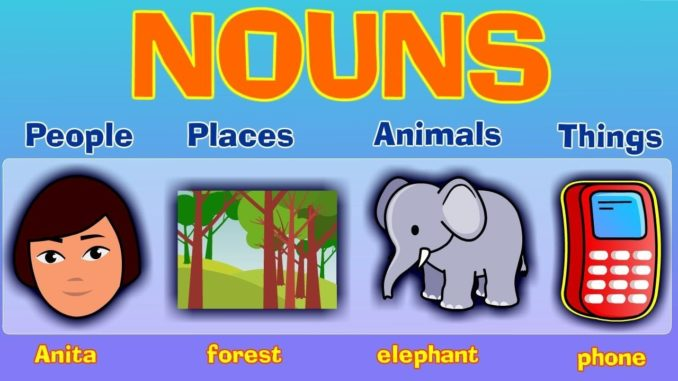 NOUNS
People Places Animals Things
Anita forest elephant phone